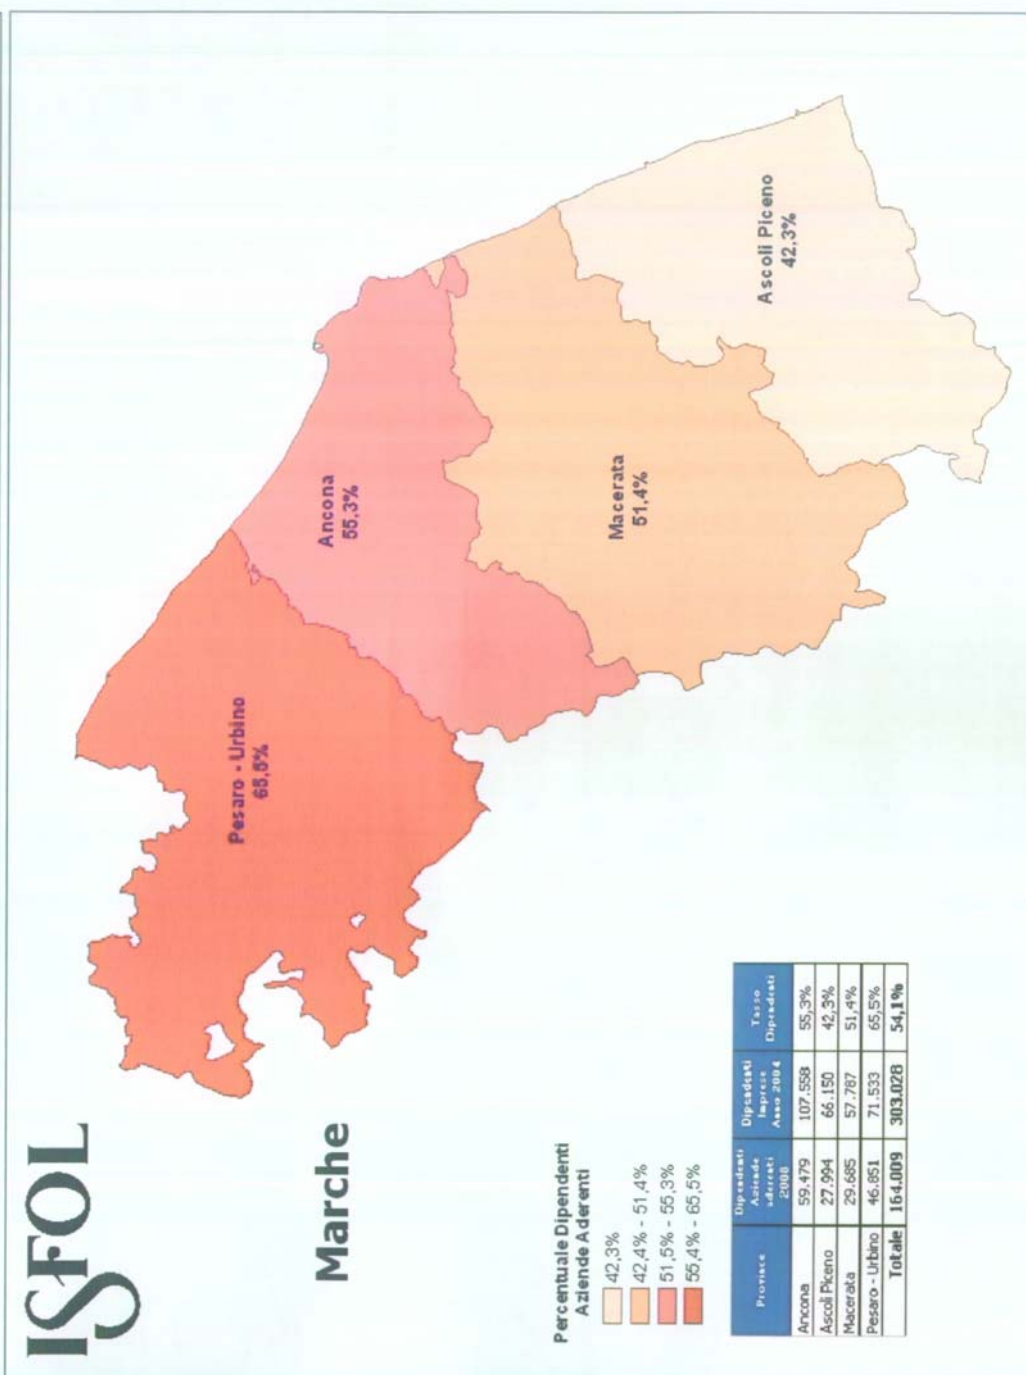 ISFOL
Marche
Pesaro - Urbino
65,5%
Ancona
55,3%
Macerata
51,4%
Ascoli Piceno
42,3%
Percentuale Dipendenti
Aziende Aderenti
42,3%
42,4% - 51,4%
51,5% - 55,3%
55,4% - 65,5%
Province Dipendenti Aziende aderenti 2008 Dipendenti Imprese Anno 2004 Tasso Dipendenti
Ancona 59.479 107.558 55,3%
Ascoli Piceno 27.994 66.150 42,3%
Macerata 29.685 57.787 51,4%
Pesaro - Urbino 46.851 71.533 65,5%
Totale 164.009 303.028 54,1%